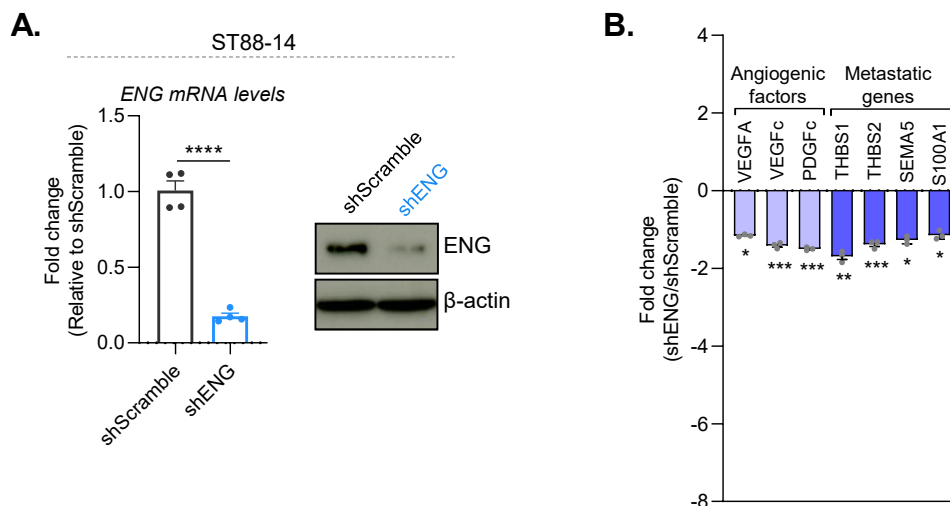 A.
ST88-14
ENG mRNA levels
Fold change
(Relative to shScramble)
1.5
1.0
0.5
0.0
****
shScramble
shENG
shScramble
shENG
ENG
β-actin
B.
Fold change
(shENG/shScramble)
4
2
0
-2
-4
-6
-8
Angiogenic
factors
Metastatic
genes
VEGFA
VEGFc
PDGFc
THBS1
THBS2
SEMA5
S100A1
*
***
***
**
***
*
*